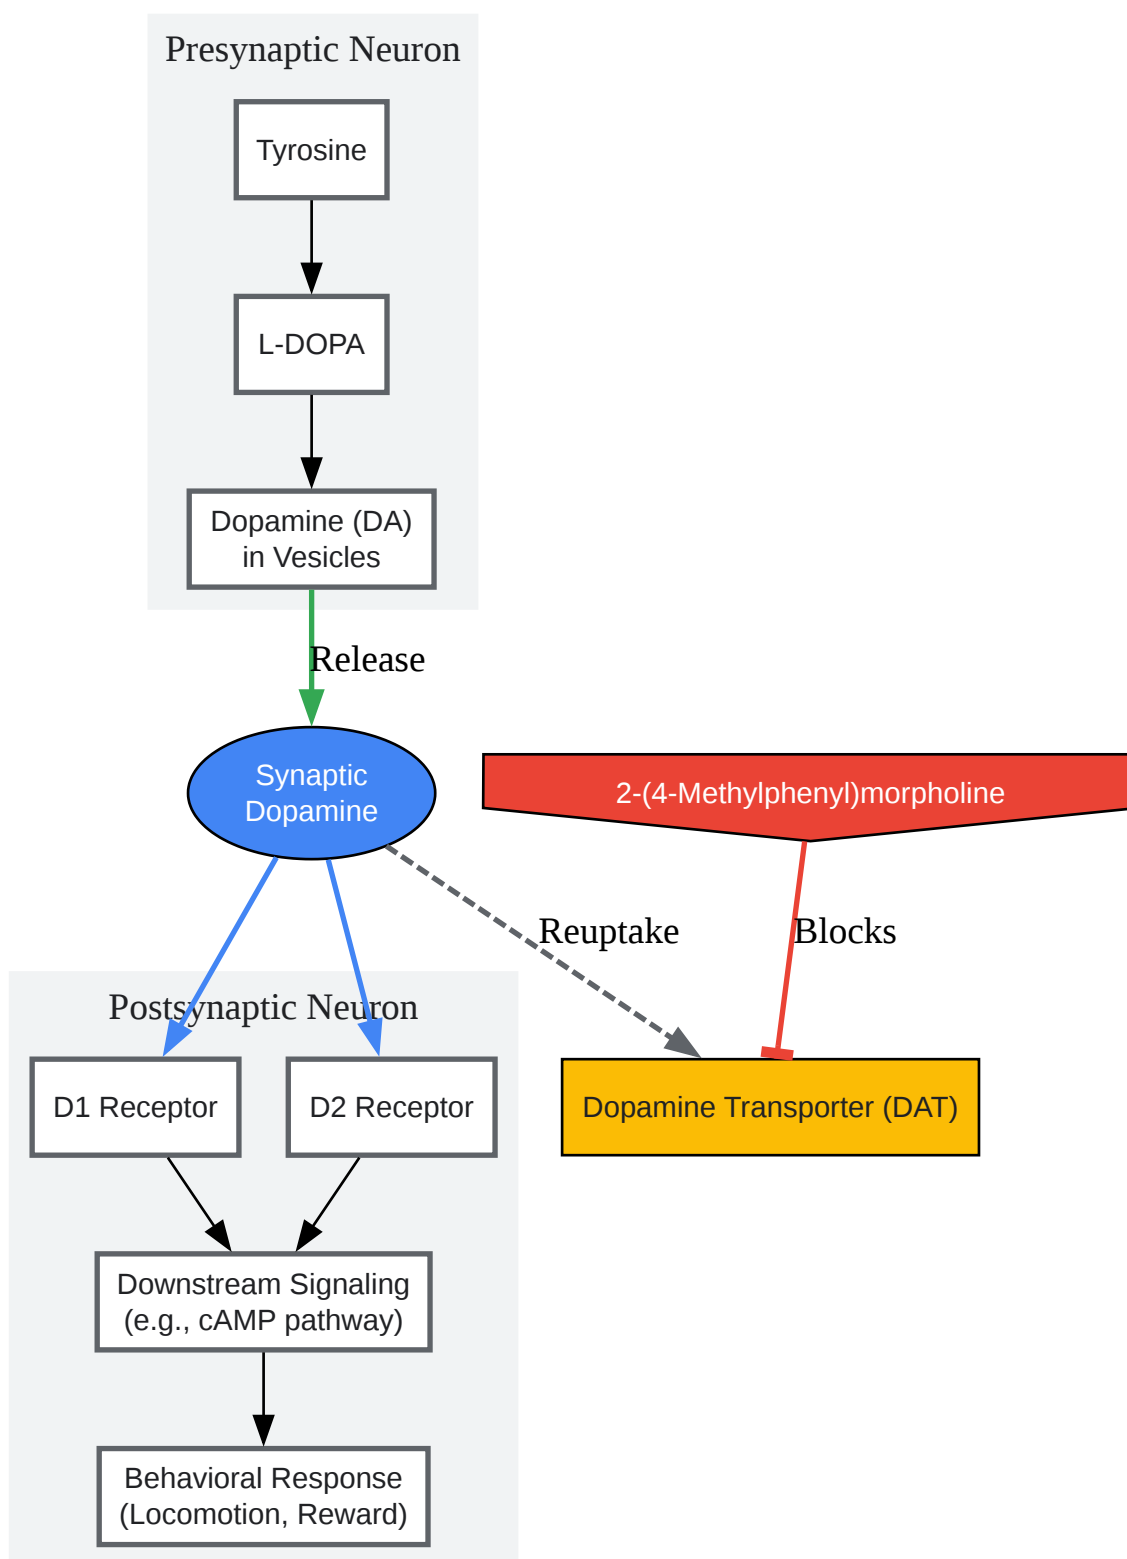 Presynaptic Neuron
Tyrosine
L-DOPA
Dopamine (DA)
in Vesicles
Release
Synaptic
Dopamine
2-(4-Methylphenyl)morpholine
Reuptake
Blocks
Postsynaptic Neuron
D1 Receptor
D2 Receptor
Dopamine Transporter (DAT)
Downstream Signaling
(e.g., cAMP pathway)
Behavioral Response
(Locomotion, Reward)